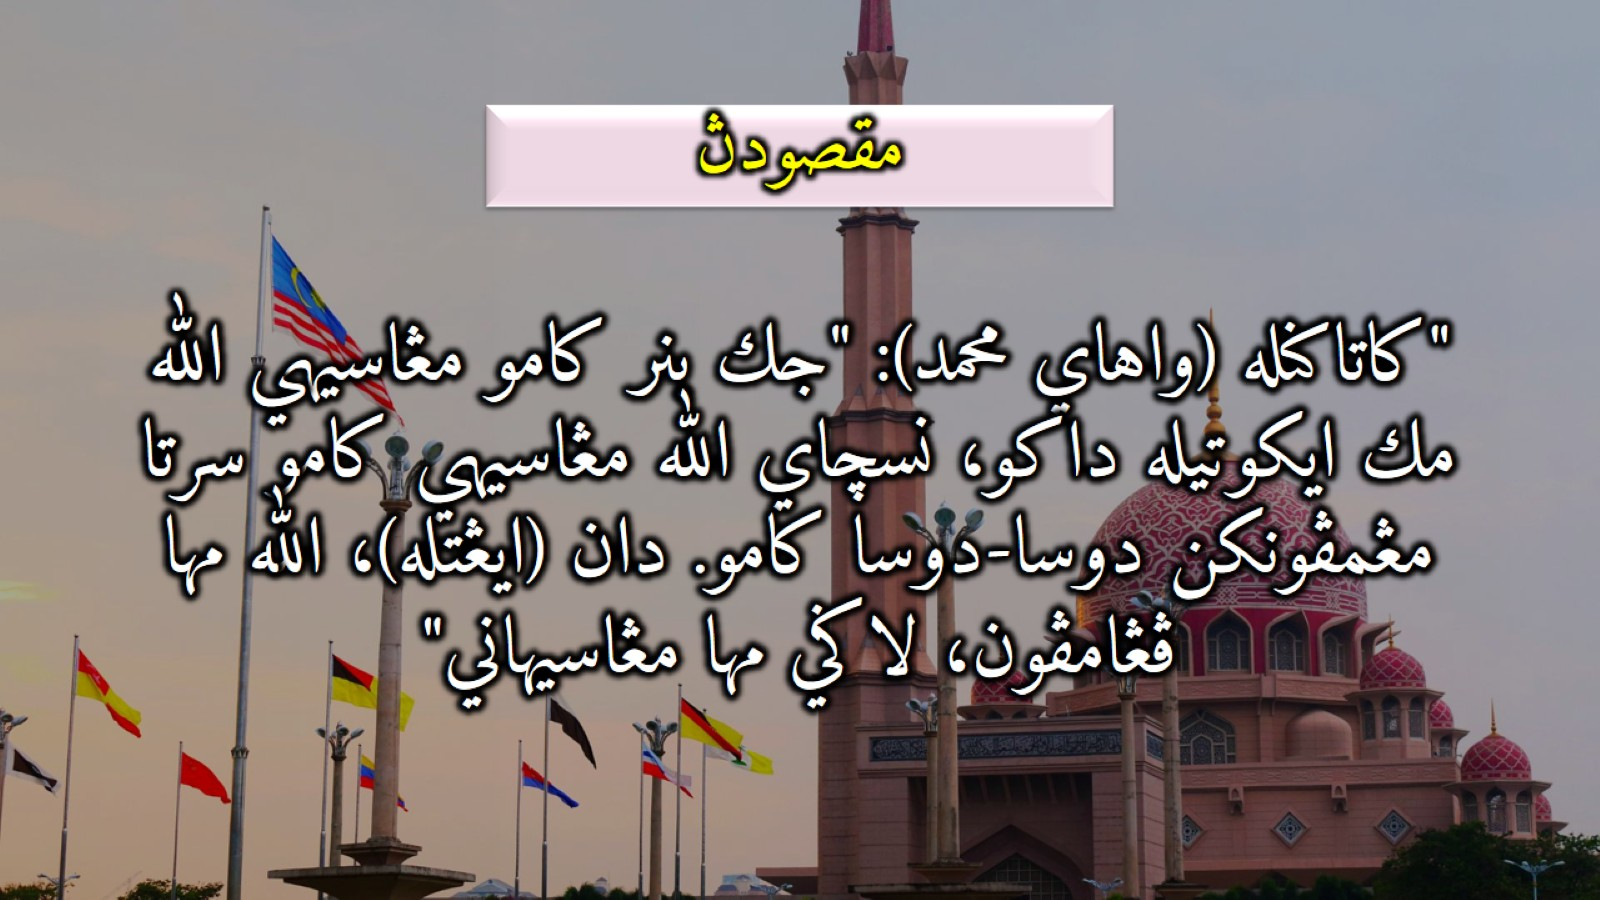 مقصودڽ
"كاتاكنله (واهاي محمد): "جك بنر كامو مڠاسيهي الله
مك ايكوتيله داكو، نسچاي الله مڠاسيهي كامو سرتا
مڠمڤونكن دوسا-دوسا كامو. دان (ايڠتله)، الله مها
ڤڠامڤون، لاݢي مها مڠاسيهاني"